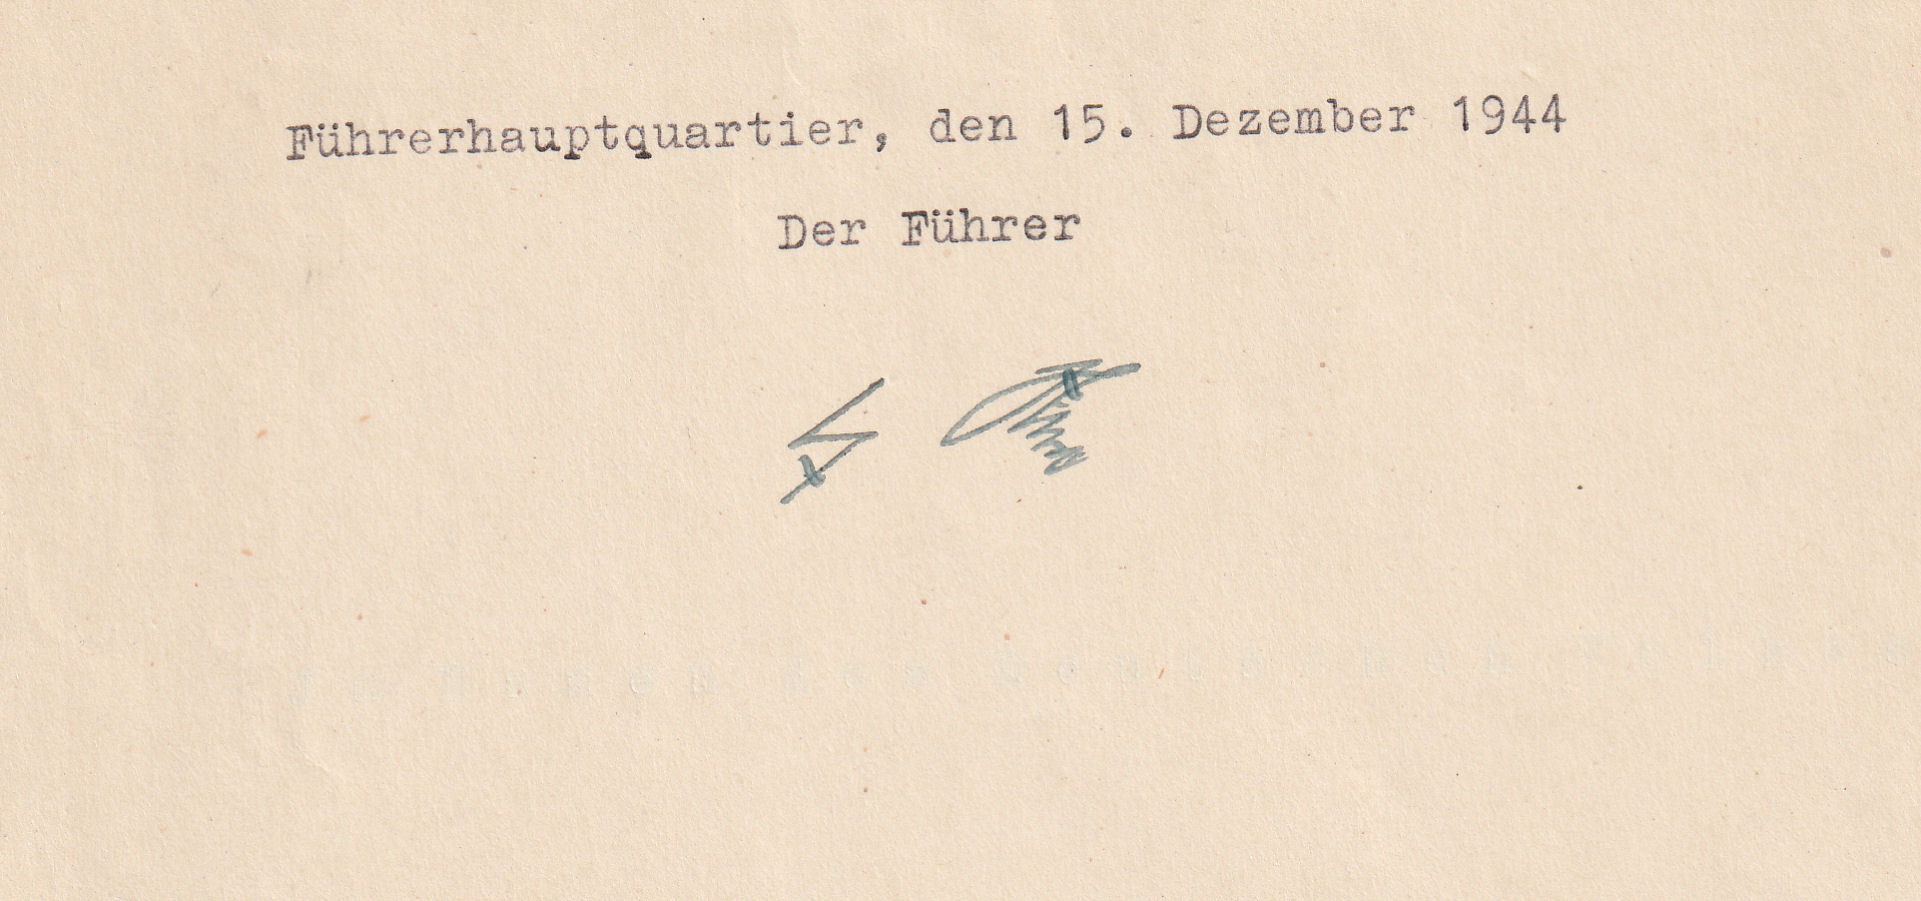 Führerhauptquartier, den 15. Dezember 1944
Der Führer